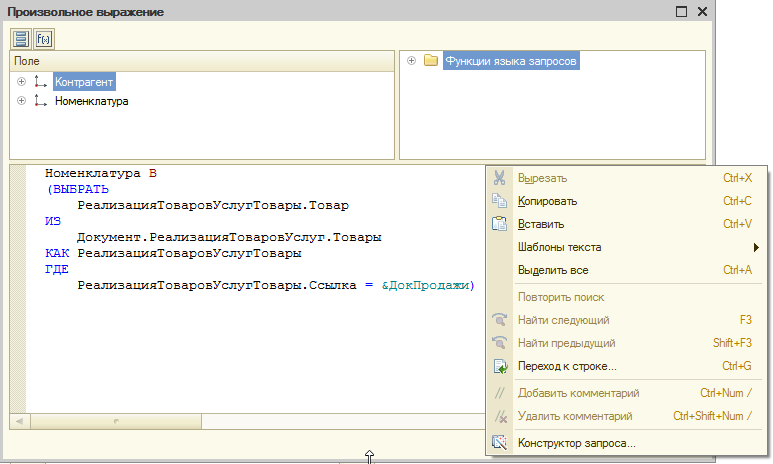 Произвольное выражение
f(x)
Поле
Контрагент
Номенклатура
Функции языка запросов
Номенклатура В
(ВЫБРАТЬ
РеализацияТоваровУслугТовары.Товар
ИЗ
Документ.РеализацияТоваровУслуг.Товары
КАК РеализацияТоваровУслугТовары
ГДЕ
РеализацияТоваровУслугТовары.Ссылка = &ДокПродажи)
Вырезать Ctrl+X
Копировать Ctrl+C
Вставить Ctrl+V
Шаблоны текста
Выделить все Ctrl+A
Повторить поиск
Найти следующий F3
Найти предыдущий Shift+F3
Переход к строке... Ctrl+G
Добавить комментарий Ctrl+Num /
Удалить комментарий Ctrl+Shift+Num /
Конструктор запроса...